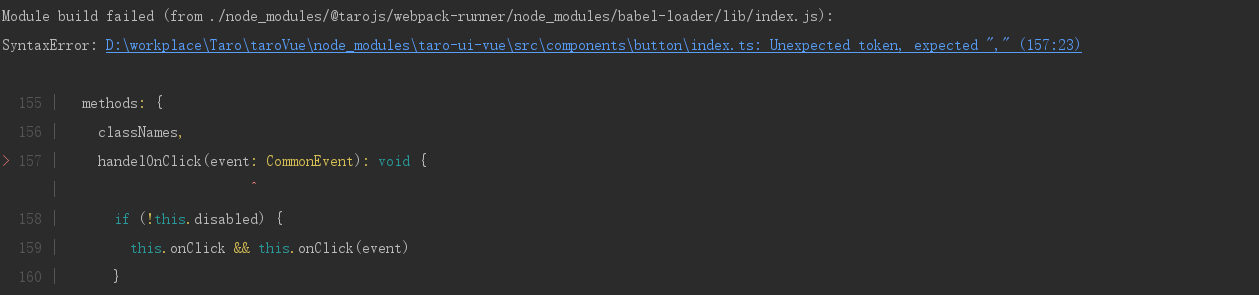 Module build failed (from ./node_modules/@tarojs/webpack-runner/node_modules/babel-loader/lib/index.js):
SyntaxError: D:\workplace\Taro\taroVue\node_modules\taro-ui-vue\src\components\button\index.ts: Unexpected token, expected "," (157:23)
155 | methods: {
156 | classNames,
> 157 | handelOnClick(event: CommonEvent): void {
| ^
158 | if (!this.disabled) {
159 | this.onClick && this.onClick(event)
160 | }